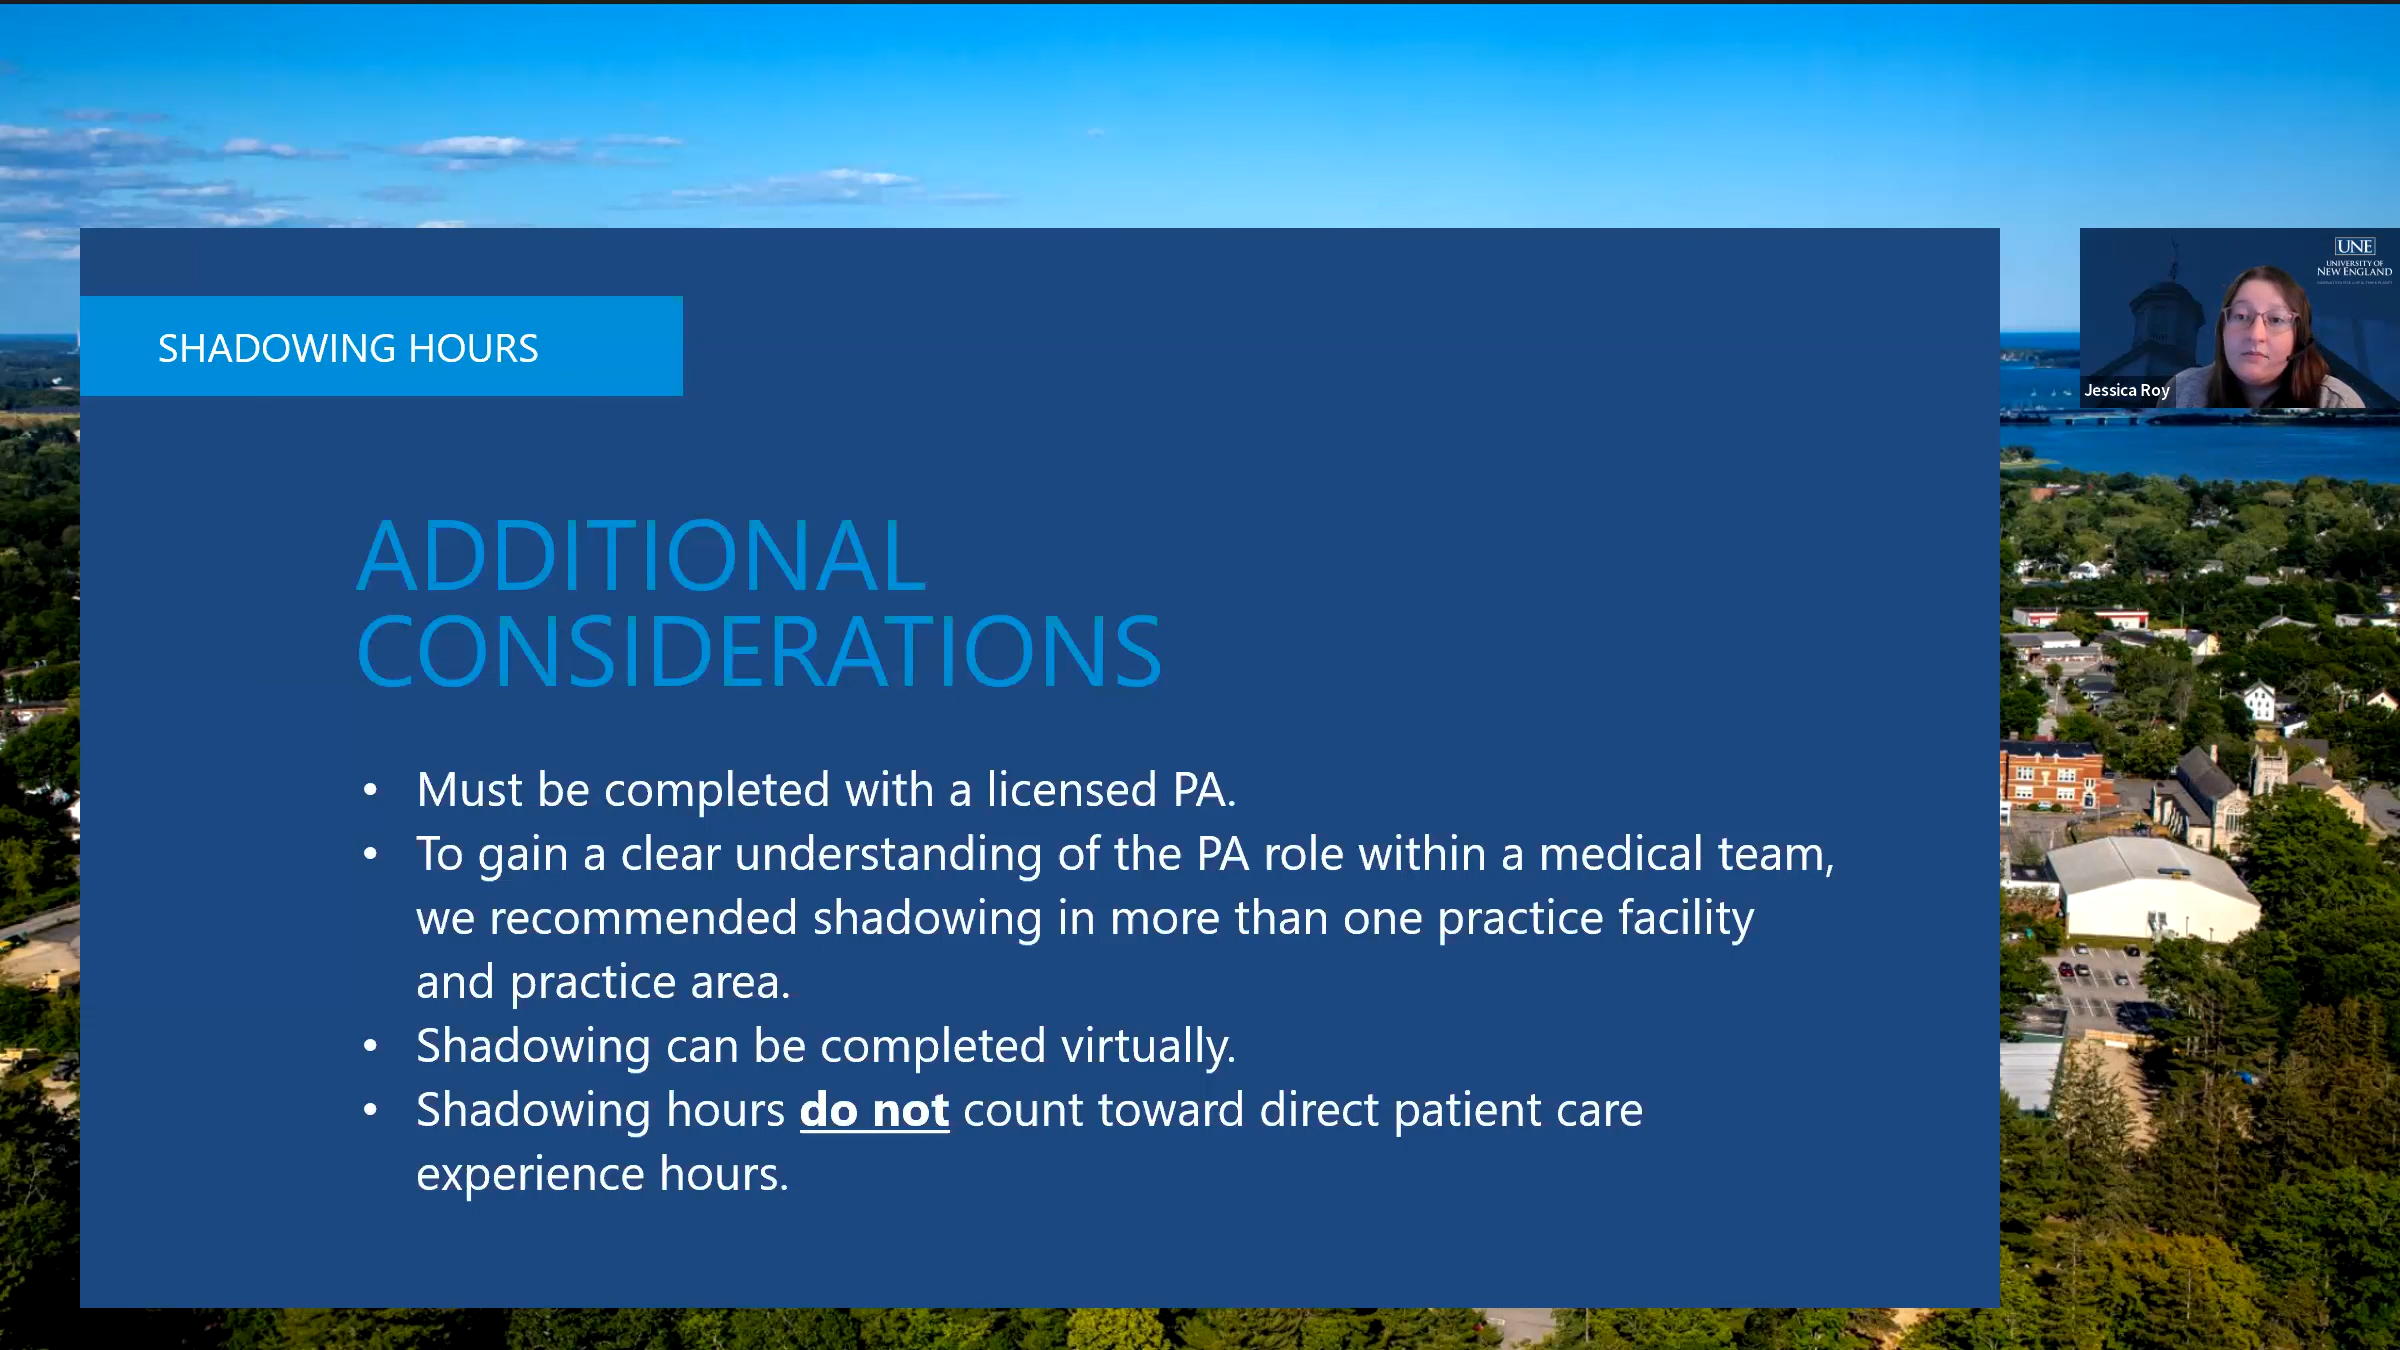 SHADOWING HOURS
ADDITIONAL
CONSIDERATIONS
• Must be completed with a licensed PA.
• To gain a clear understanding of the PA role within a medical team,
we recommended shadowing in more than one practice facility
and practice area.
• Shadowing can be completed virtually.
• Shadowing hours do not count toward direct patient care
experience hours.
UNE
UNIVERSITY OF
NEW ENGLAND
Jessica Roy